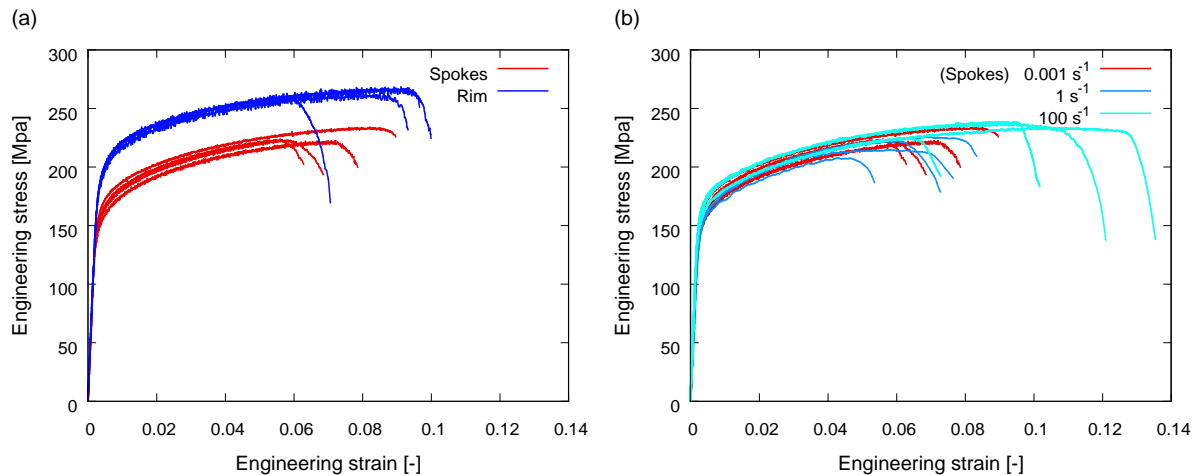 (a)
300
250
200
150
100
50
0
Engineering stress [Mpa]
Spokes
Rim
0 0.02 0.04 0.06 0.08 0.1 0.12 0.14
Engineering strain [-]
(b)
300
250
200
150
100
50
0
Engineering stress [Mpa]
(Spokes) 0.001 s⁻¹
1 s⁻¹
100 s⁻¹
0 0.02 0.04 0.06 0.08 0.1 0.12 0.14
Engineering strain [-]